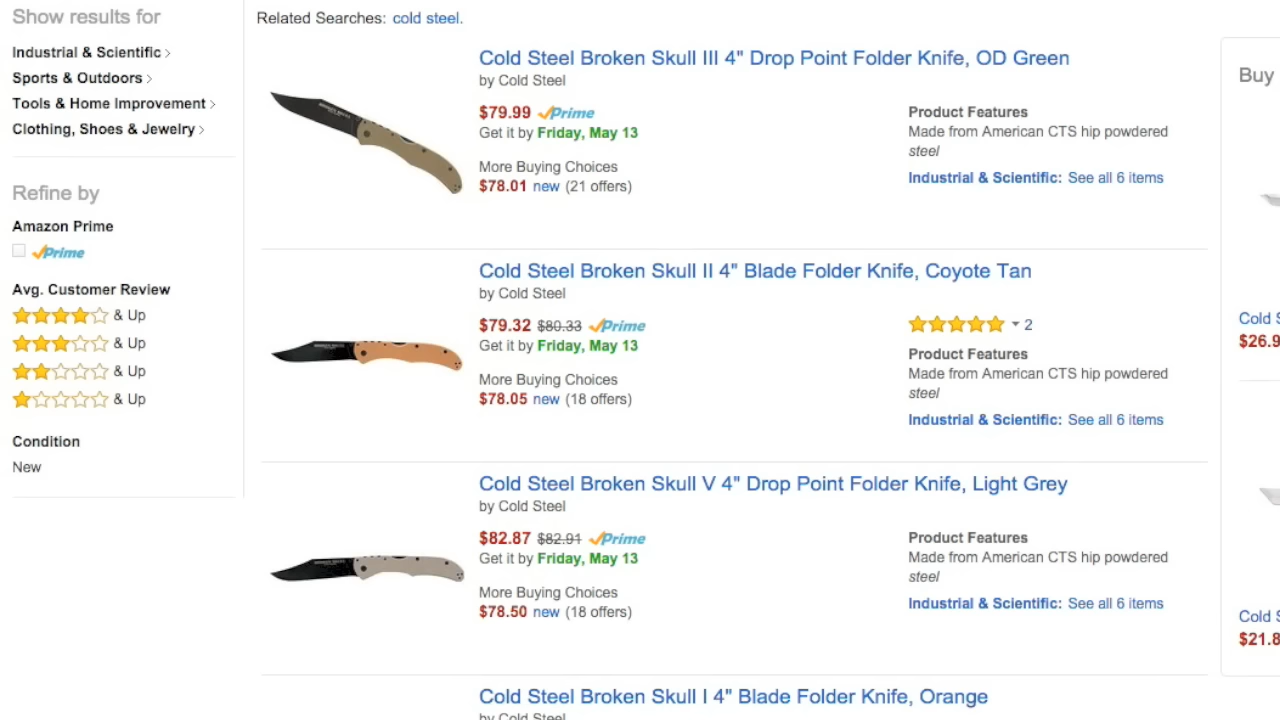 Show results for
Industrial & Scientific
Sports & Outdoors
Tools & Home Improvement
Clothing, Shoes & Jewelry
Refine by
Amazon Prime
Prime
Avg. Customer Review
& Up
& Up
& Up
& Up
Condition
New
Related Searches: cold steel.
Cold Steel Broken Skull III 4" Drop Point Folder Knife, OD Green
by Cold Steel
$79.99 Prime
Get it by Friday, May 13
More Buying Choices
$78.01 new (21 offers)
Product Features
Made from American CTS hip powdered
steel
Industrial & Scientific: See all 6 items
Cold Steel Broken Skull II 4" Blade Folder Knife, Coyote Tan
by Cold Steel
$79.32 $80.33 Prime
Get it by Friday, May 13
More Buying Choices
$78.05 new (18 offers)
2
Product Features
Made from American CTS hip powdered
steel
Industrial & Scientific: See all 6 items
Cold Steel Broken Skull V 4" Drop Point Folder Knife, Light Grey
by Cold Steel
$82.87 $82.91 Prime
Get it by Friday, May 13
More Buying Choices
$78.50 new (18 offers)
Product Features
Made from American CTS hip powdered
steel
Industrial & Scientific: See all 6 items
Cold Steel Broken Skull I 4" Blade Folder Knife, Orange
by Cold Steel
Buy
Cold S
$26.9
Cold S
$21.8